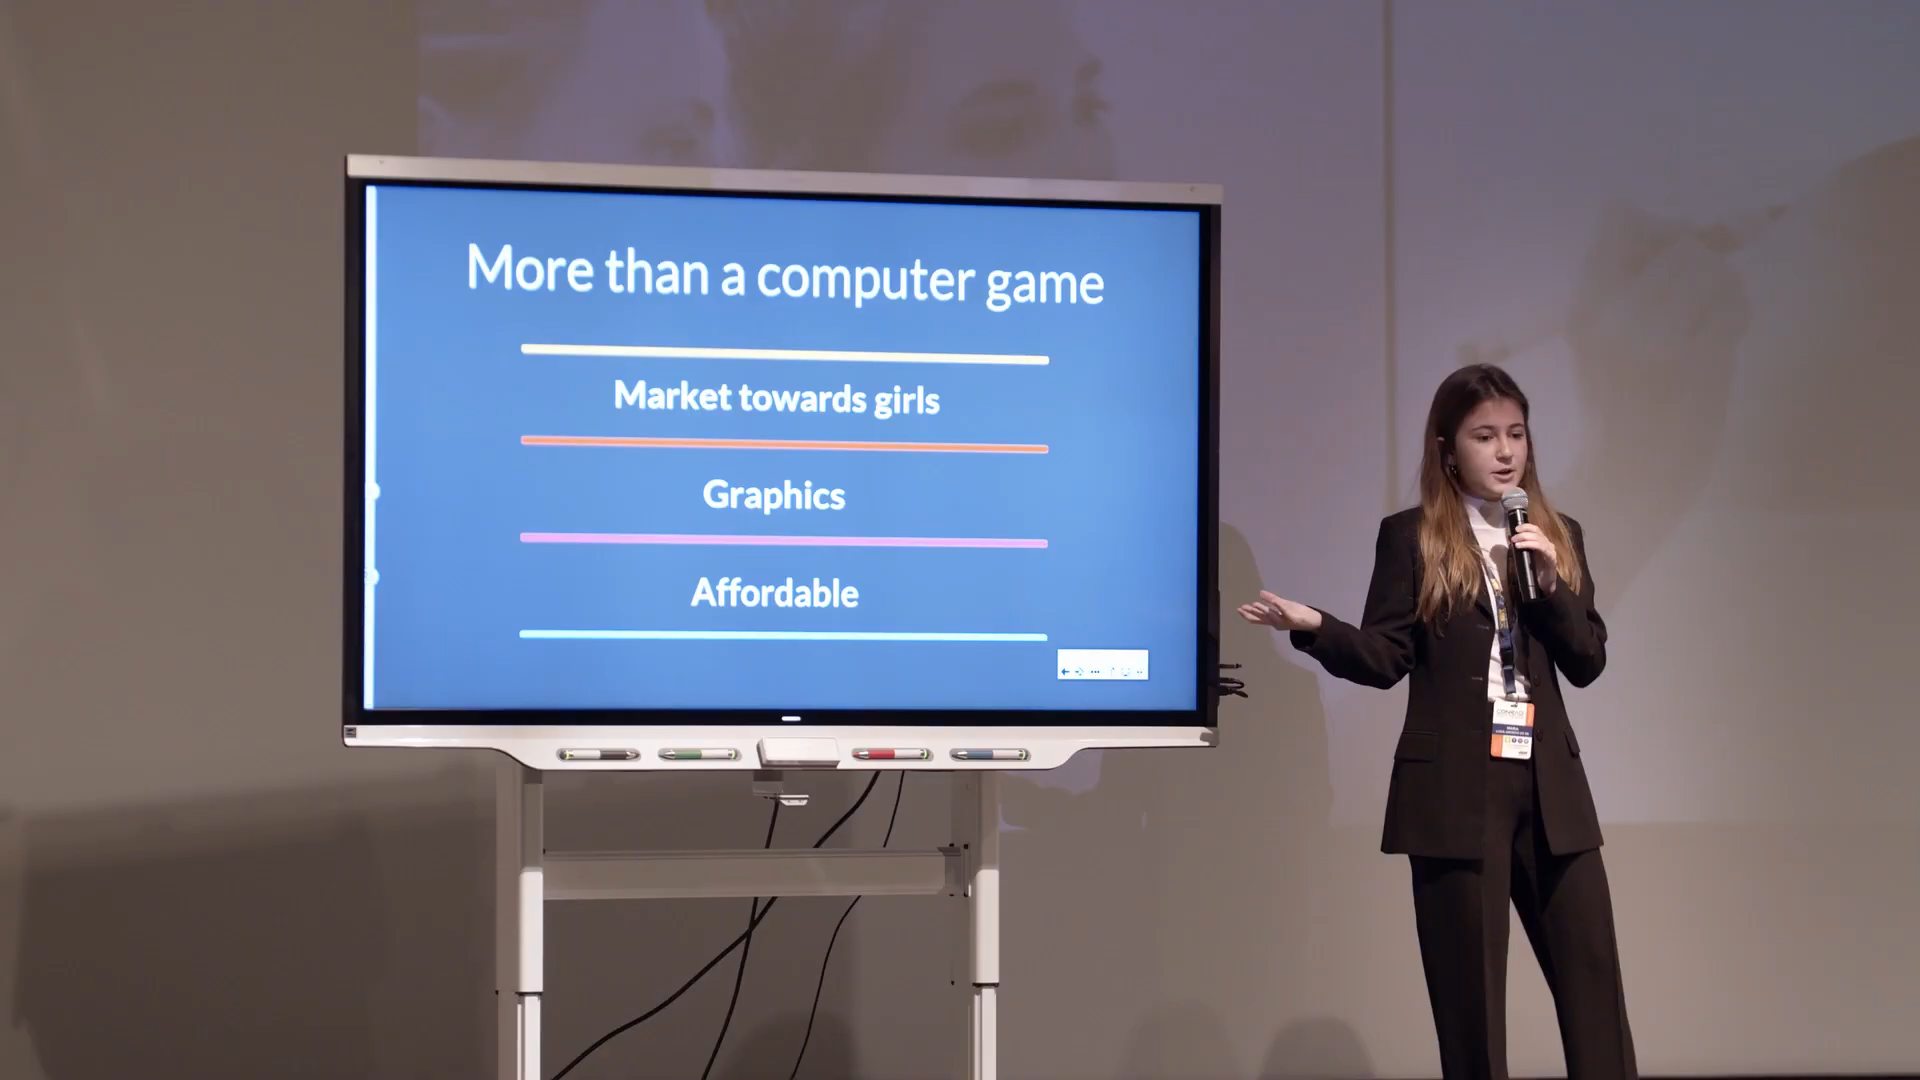 More than a computer game
Market towards girls
Graphics
Affordable